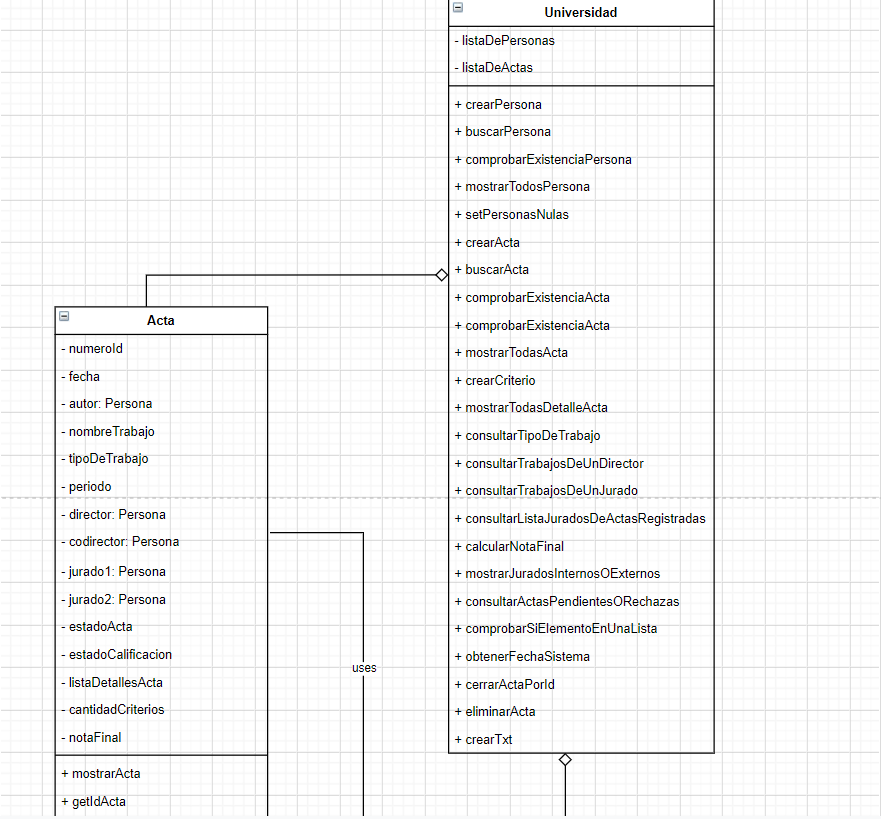 Universidad
- listaDePersonas
- listaDeActas
+ crearPersona
+ buscarPersona
+ comprobarExistenciaPersona
+ mostrarTodosPersona
+ setPersonasNulas
+ crearActa
+ buscarActa
+ comprobarExistenciaActa
+ comprobarExistenciaActa
+ mostrarTodasActa
+ crearCriterio
+ mostrarTodasDetalleActa
+ consultarTipoDeTrabajo
+ consultarTrabajosDeUnDirector
+ consultarTrabajosDeUnJurado
+ consultarListaJuradosDeActasRegistradas
+ calcularNotaFinal
+ mostrarJuradosInternosOExternos
+ consultarActasPendientesORechazas
+ comprobarSiElementoEnUnaLista
+ obtenerFechaSistema
+ cerrarActaPorId
+ eliminarActa
+ crearTxt
Acta
- numeroId
- fecha
- autor: Persona
- nombreTrabajo
- tipoDeTrabajo
- periodo
- director: Persona
- codirector: Persona
- jurado1: Persona
- jurado2: Persona
- estadoActa
- estadoCalificacion
- listaDetallesActa
- cantidadCriterios
- notaFinal
+ mostrarActa
+ getIdActa
uses